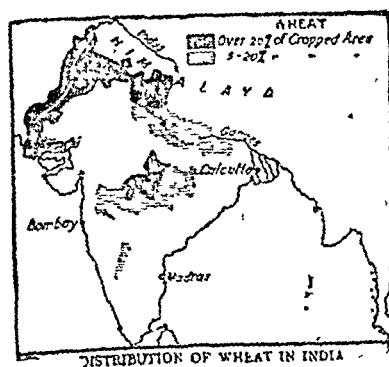 WHEAT
Over 20% of Cropped Area
5-20% " " "
HIMALAYA
Ganges
Calcutta
Bombay
Madras
DISTRIBUTION OF WHEAT IN INDIA